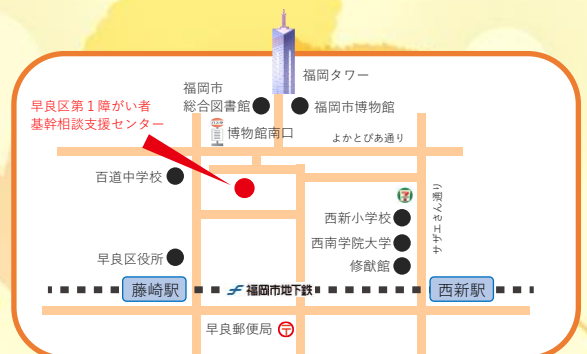 福岡タワー
福岡市
総合図書館
福岡市博物館
早良区第１障がい者
基幹相談支援センター
博物館南口
よかとぴあ通り
百道中学校
サザエさん通り
7
西新小学校
西南学院大学
修猷館
早良区役所
藤崎駅
福岡市地下鉄
西新駅
早良郵便局